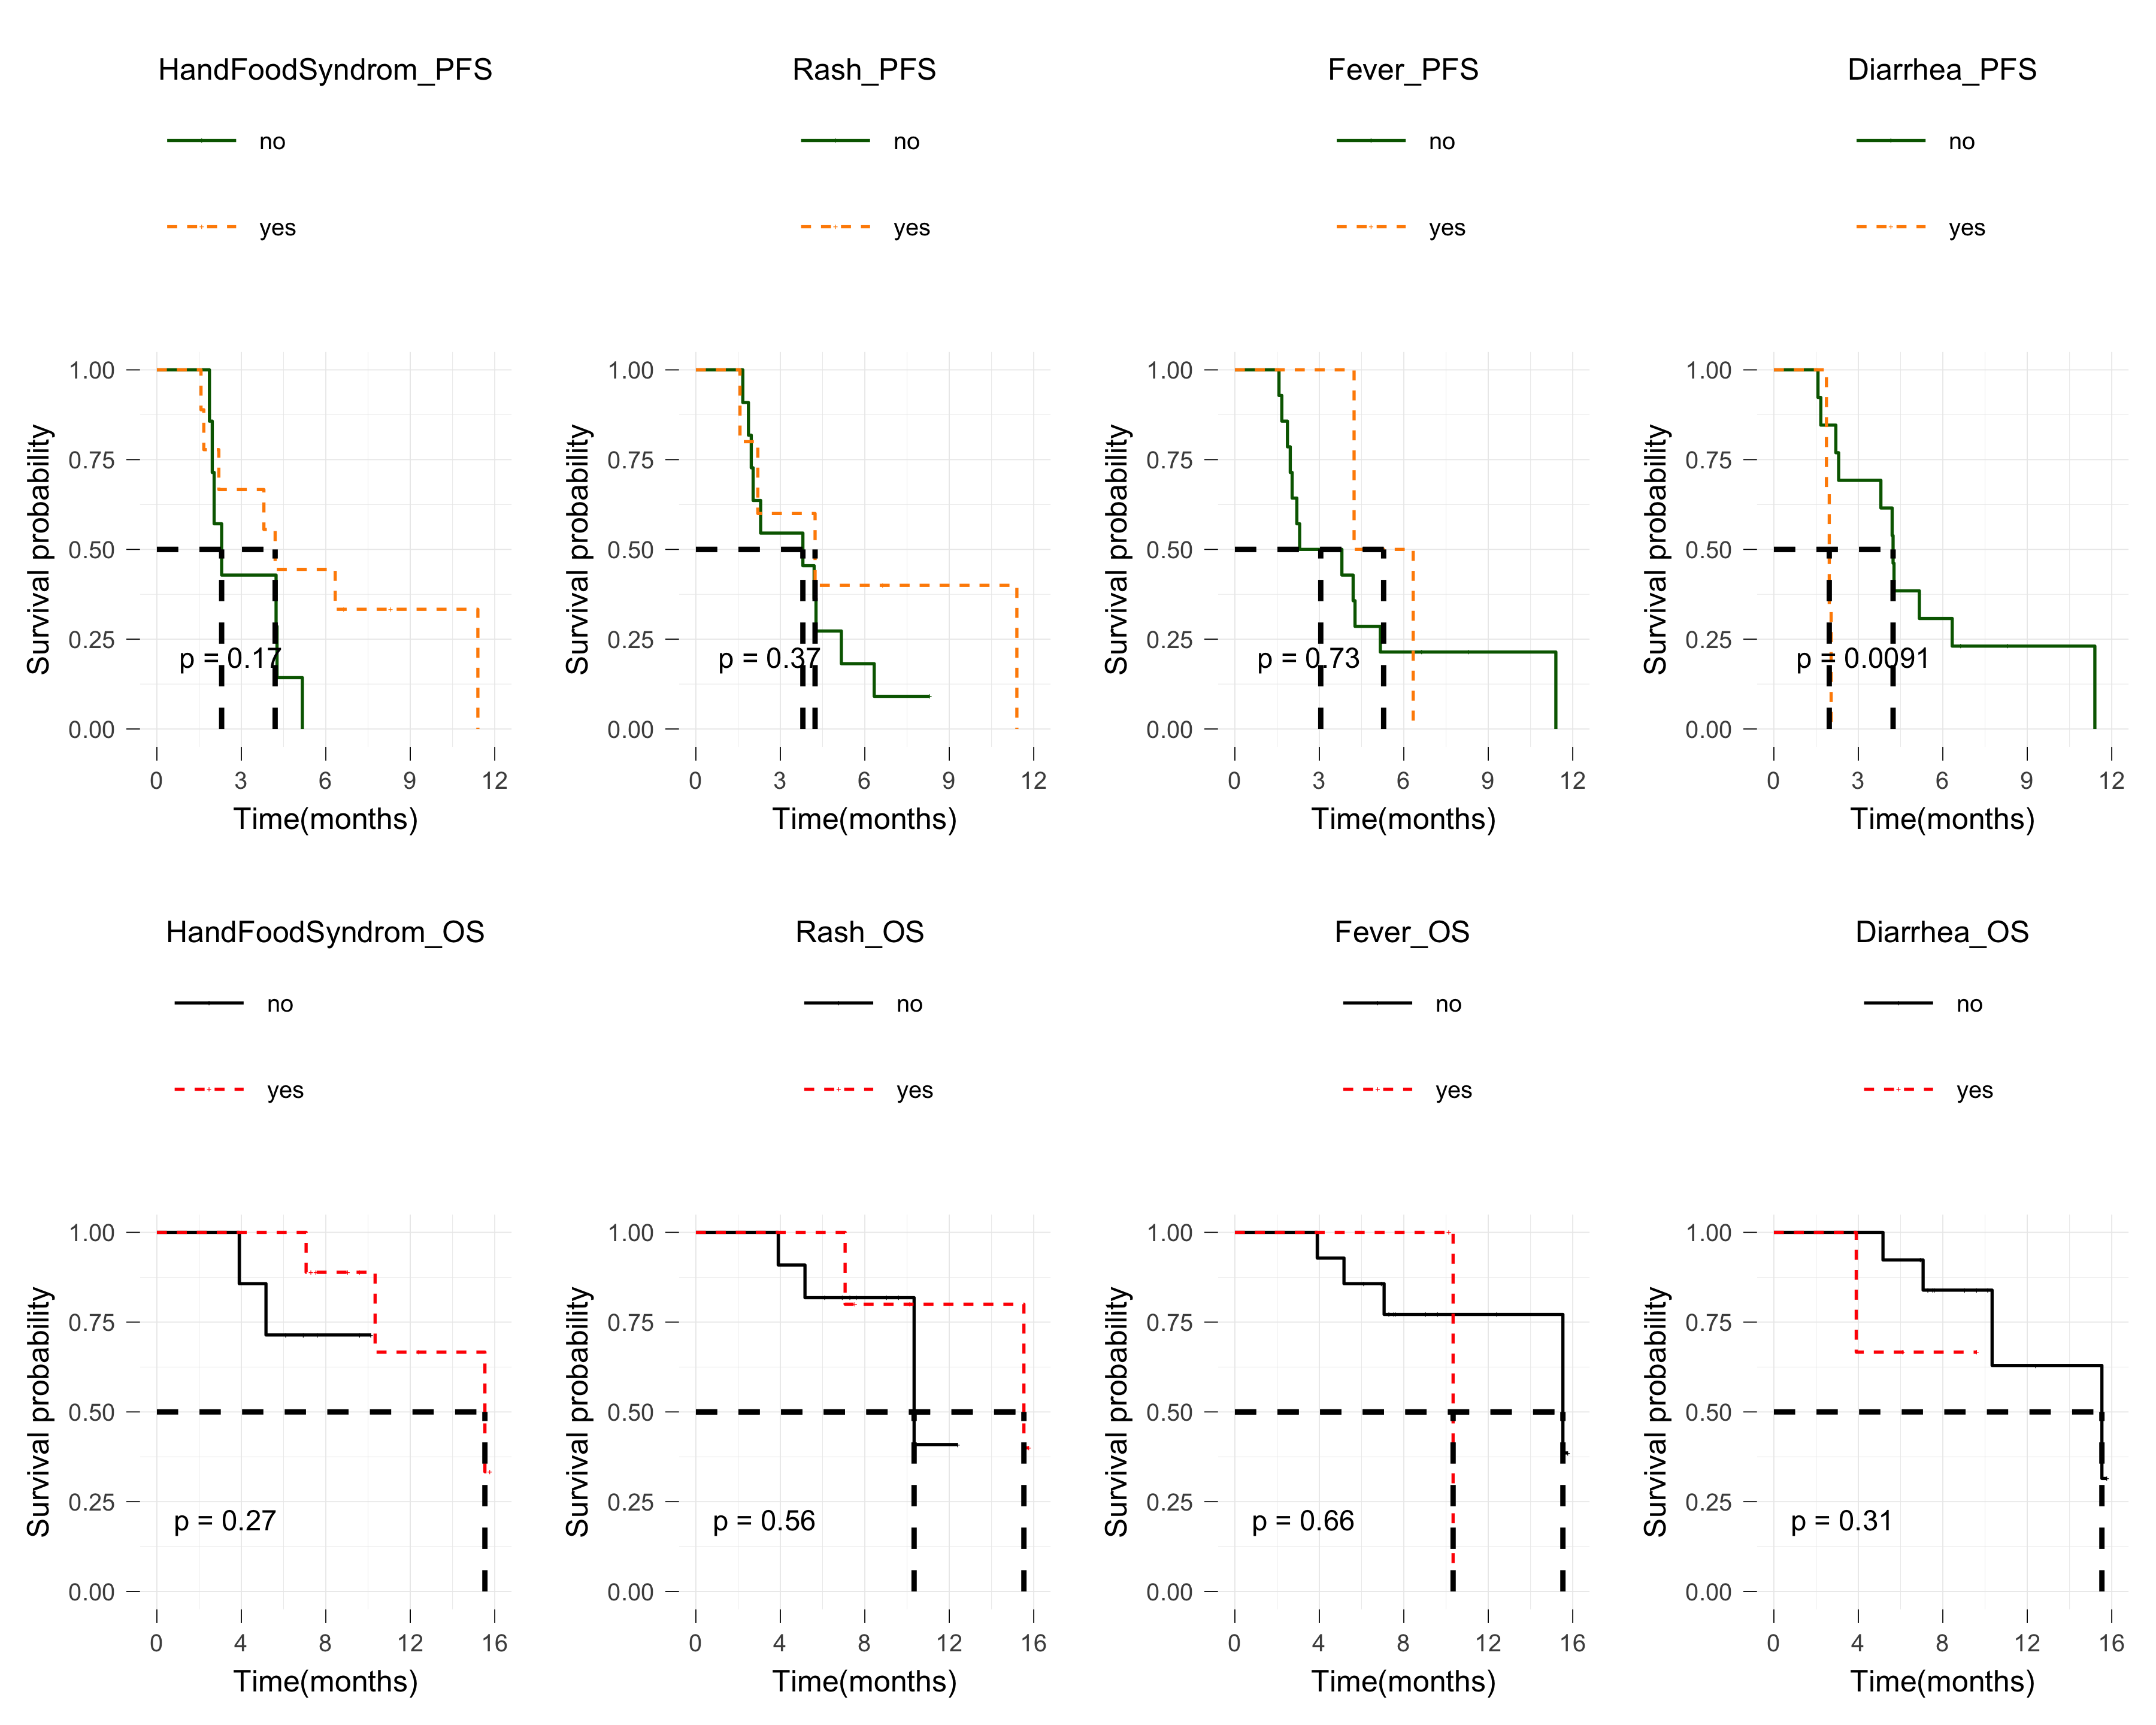 HandFoodSyndrom_PFS
no
yes
1.00
0.75
0.50
0.25
0.00
Survival probability
p = 0.17
0 3 6 9 12
Time(months)
Rash_PFS
no
yes
1.00
0.75
0.50
0.25
0.00
Survival probability
p = 0.37
0 3 6 9 12
Time(months)
Fever_PFS
no
yes
1.00
0.75
0.50
0.25
0.00
Survival probability
p = 0.73
0 3 6 9 12
Time(months)
Diarrhea_PFS
no
yes
1.00
0.75
0.50
0.25
0.00
Survival probability
p = 0.0091
0 3 6 9 12
Time(months)
HandFoodSyndrom_OS
no
yes
1.00
0.75
0.50
0.25
0.00
Survival probability
p = 0.27
0 4 8 12 16
Time(months)
Rash_OS
no
yes
1.00
0.75
0.50
0.25
0.00
Survival probability
p = 0.56
0 4 8 12 16
Time(months)
Fever_OS
no
yes
1.00
0.75
0.50
0.25
0.00
Survival probability
p = 0.66
0 4 8 12 16
Time(months)
Diarrhea_OS
no
yes
1.00
0.75
0.50
0.25
0.00
Survival probability
p = 0.31
0 4 8 12 16
Time(months)